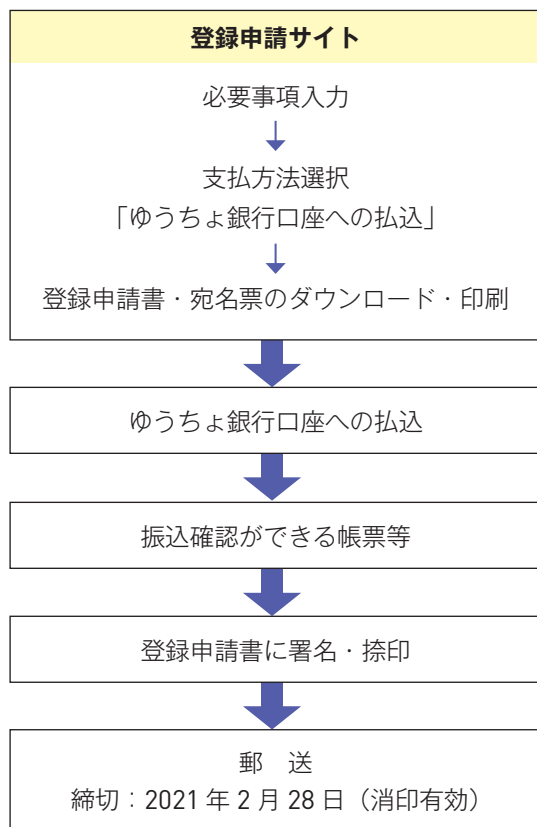 登録申請サイト
必要事項入力
支払方法選択
「ゆうちょ銀行口座への払込」
登録申請書・宛名票のダウンロード・印刷
ゆうちょ銀行口座への払込
振込確認ができる帳票等
登録申請書に署名・捺印
郵　送
締切：2021 年 2 月 28 日（消印有効）